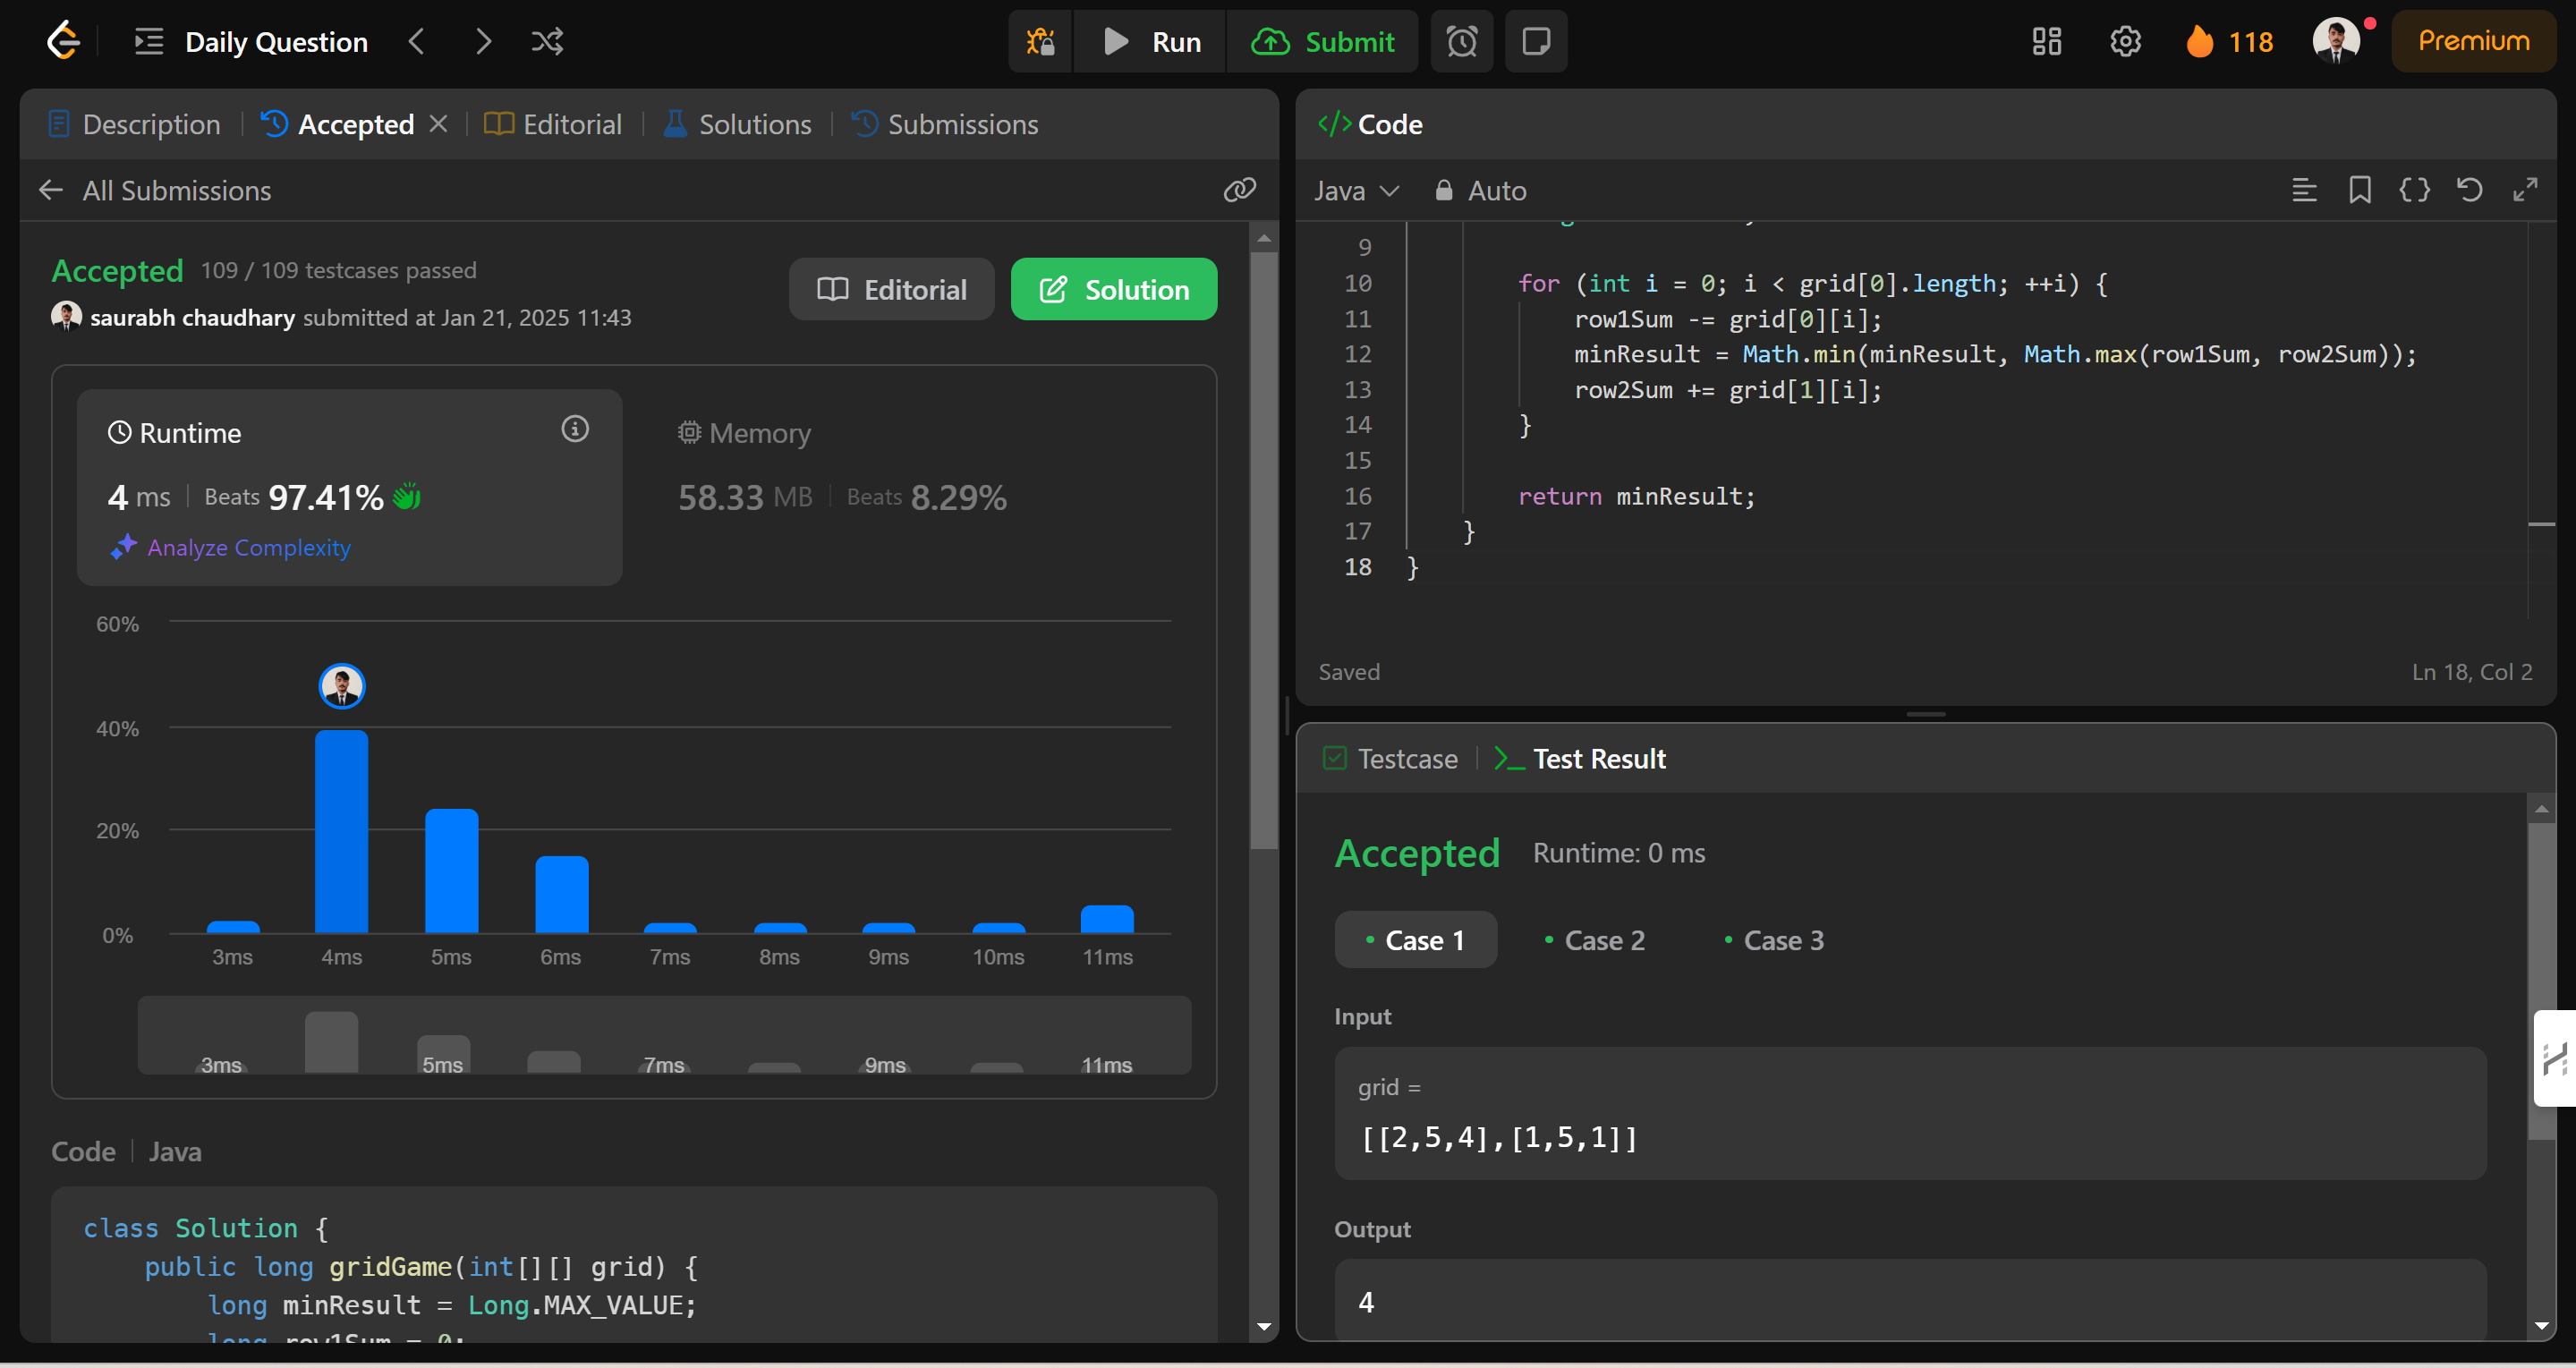 Daily Question
Run
Submit
118
Premium
Description
Accepted
Editorial
Solutions
Submissions
All Submissions
Accepted 109 / 109 testcases passed
saurabh chaudhary submitted at Jan 21, 2025 11:43
Editorial
Solution
Runtime
4 ms Beats 97.41%
Analyze Complexity
Memory
58.33 MB Beats 8.29%
60%
40%
20%
0%
3ms 4ms 5ms 6ms 7ms 8ms 9ms 10ms 11ms
3ms 5ms 7ms 9ms 11ms
Code Java
class Solution {
public long gridGame(int[][] grid) {
long minResult = Long.MAX_VALUE;
long row1Sum = 0;
</> Code
Java Auto
9
10 for (int i = 0; i < grid[0].length; ++i) {
11 row1Sum -= grid[0][i];
12 minResult = Math.min(minResult, Math.max(row1Sum, row2Sum));
13 row2Sum += grid[1][i];
14 }
15
16 return minResult;
17 }
18 }
Saved
Ln 18, Col 2
Testcase
Test Result
Accepted Runtime: 0 ms
Case 1
Case 2
Case 3
Input
grid =
[[2,5,4],[1,5,1]]
Output
4